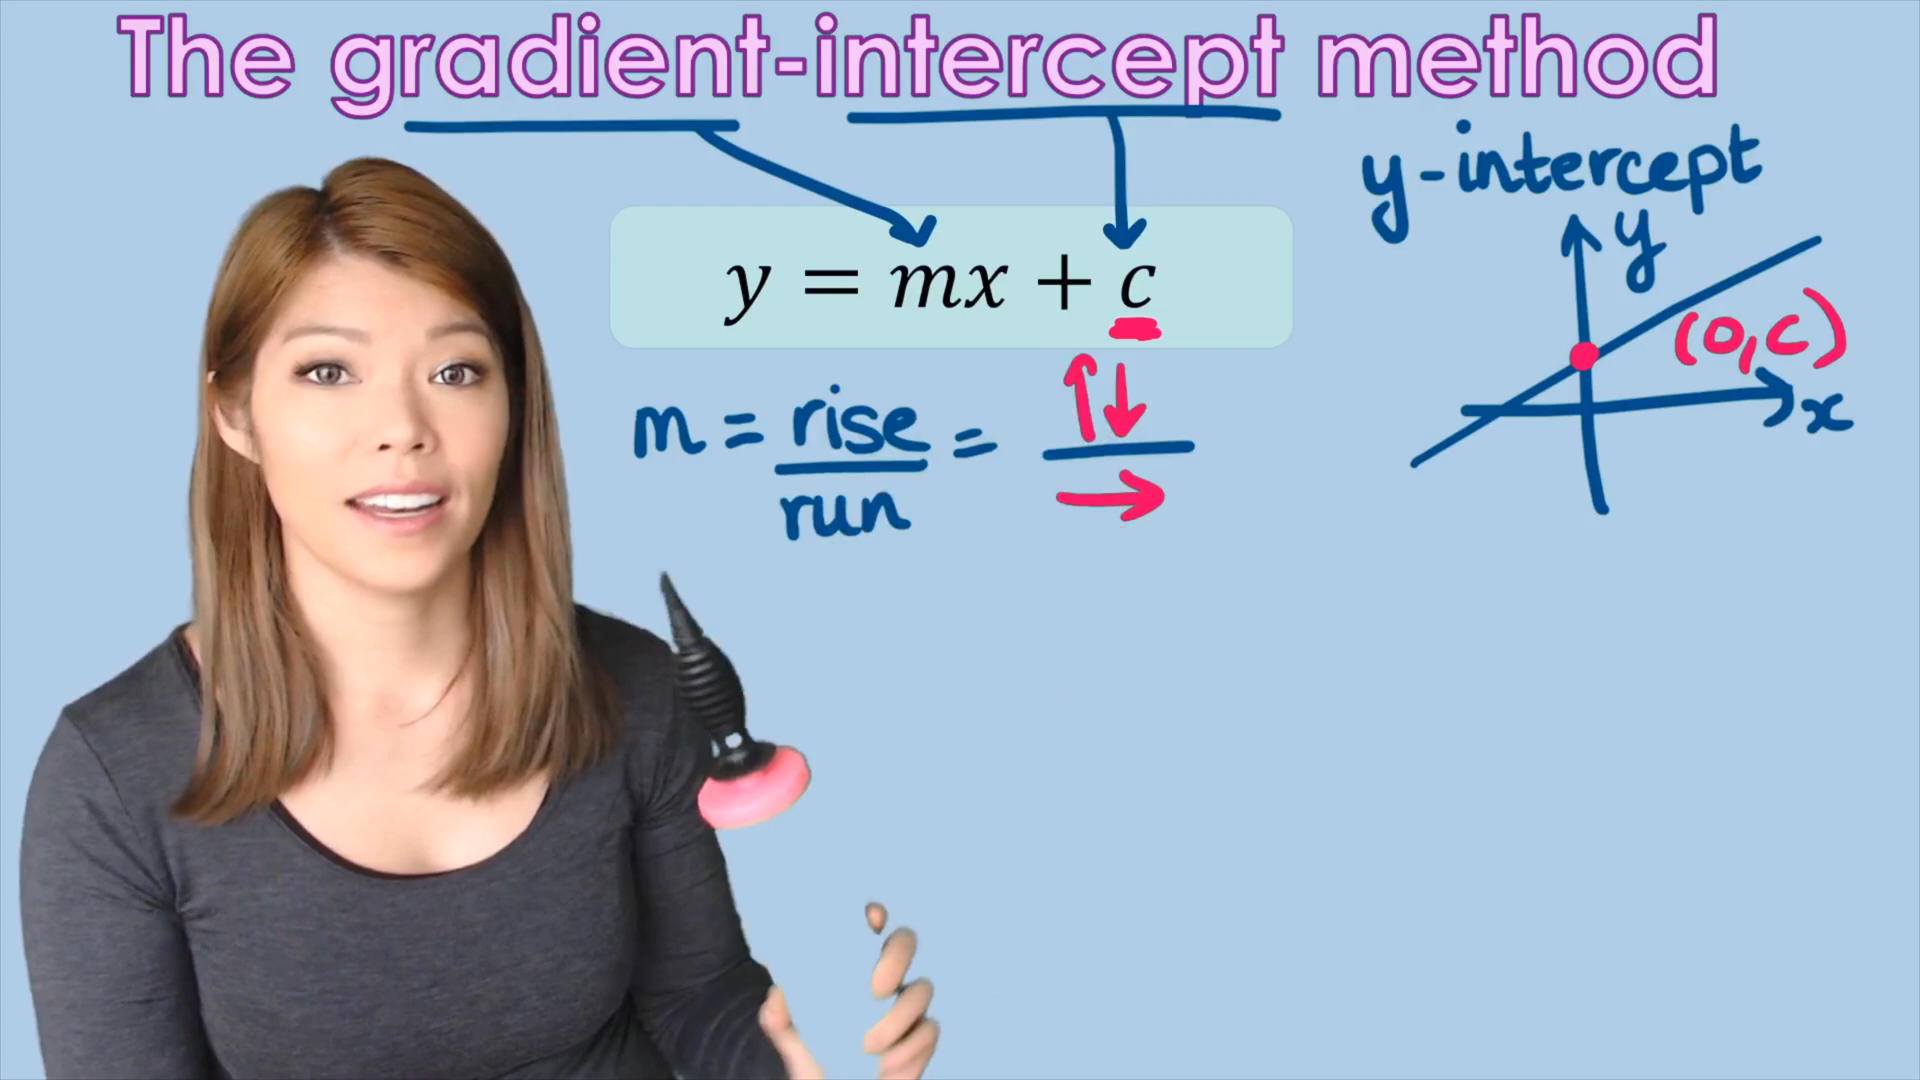 The gradient-intercept method
y = mx + c
m = rise = 
run
y-intercept
y
(0,c)
x